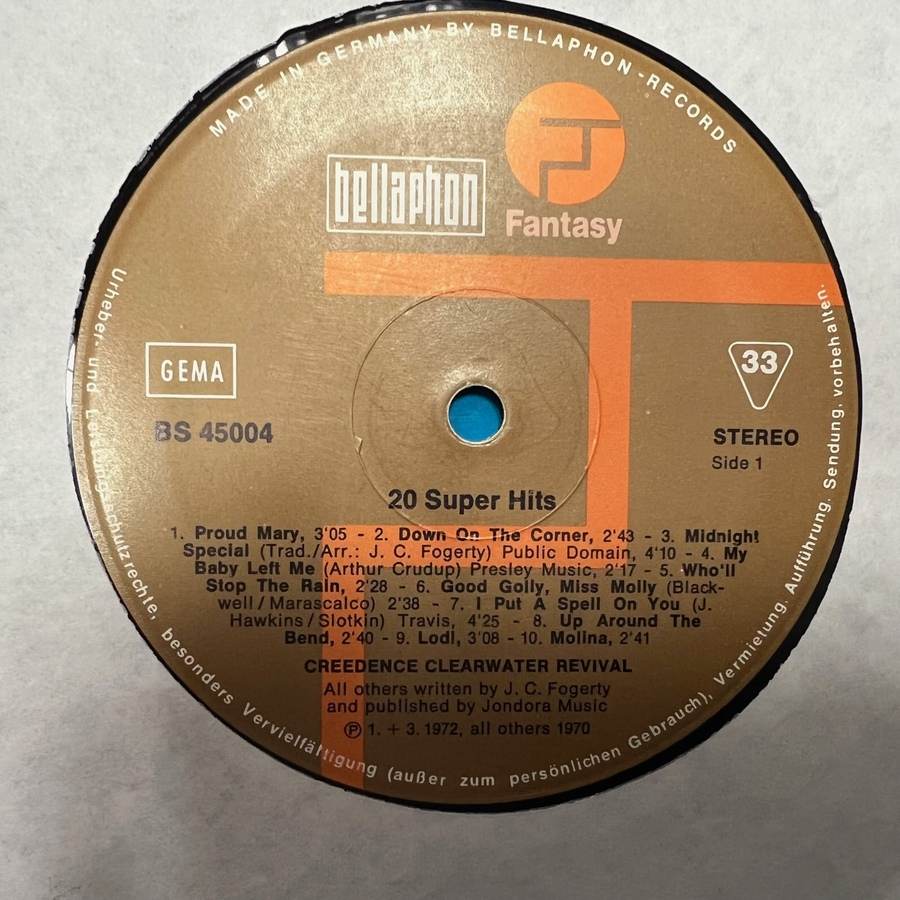 MADE IN GERMANY BY BELLAPHON-RECORDS
bellaphon
Fantasy
GEMA
BS 45004
33
STEREO
Side 1
20 Super Hits
1. Proud Mary, 3'05 - 2. Down On The Corner, 2'43 - 3. Midnight
Special (Trad./Arr.: J. C. Fogerty) Public Domain, 4'10 - 4. My
Baby Left Me (Arthur Crudup) Presley Music, 2'17 - 5. Who'll
Stop The Rain, 2'28 - 6. Good Golly, Miss Molly (Black-
well/Marascalco) 2'38 - 7. I Put A Spell On You (J.
Hawkins/Slotkin) Travis, 4'25 - 8. Up Around The
Bend, 2'40 - 9. Lodi, 3'08 - 10. Molina, 2'41
CREEDENCE CLEARWATER REVIVAL
All others written by J. C. Fogerty
and published by Jondora Music
℗ 1. + 3. 1972, all others 1970
Urheber- und Leistungsschutzrechte, besonders Vervielfältigung (außer zum persönlichen Gebrauch), Vermietung. Aufführung. Sendung, vorbehalten.